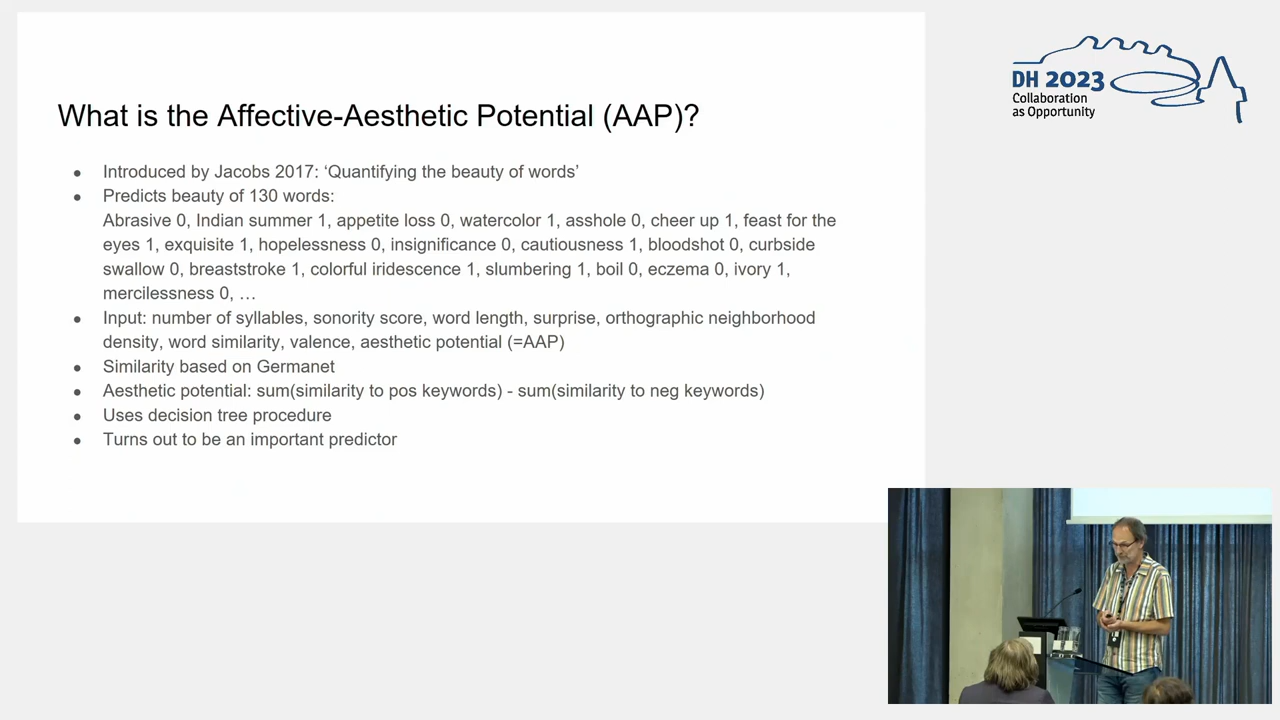 What is the Affective-Aesthetic Potential (AAP)?
● Introduced by Jacobs 2017: ‘Quantifying the beauty of words’
● Predicts beauty of 130 words:
Abrasive 0, Indian summer 1, appetite loss 0, watercolor 1, asshole 0, cheer up 1, feast for the
eyes 1, exquisite 1, hopelessness 0, insignificance 0, cautiousness 1, bloodshot 0, curbside
swallow 0, breaststroke 1, colorful iridescence 1, slumbering 1, boil 0, eczema 0, ivory 1,
mercilessness 0, …
● Input: number of syllables, sonority score, word length, surprise, orthographic neighborhood
density, word similarity, valence, aesthetic potential (=AAP)
● Similarity based on Germanet
● Aesthetic potential: sum(similarity to pos keywords) - sum(similarity to neg keywords)
● Uses decision tree procedure
● Turns out to be an important predictor
DH 2023
Collaboration
as Opportunity